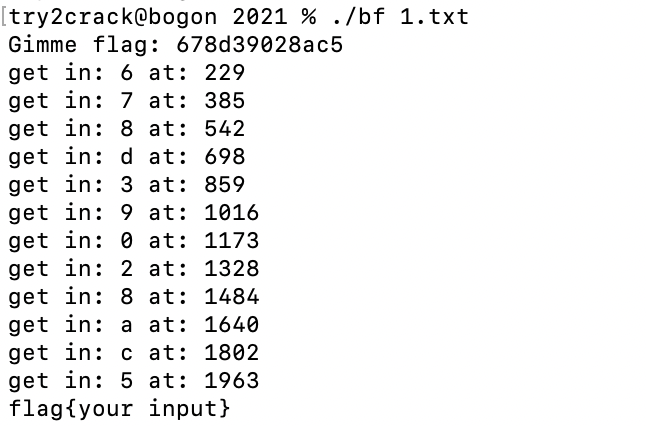 [try2crack@bogon 2021 % ./bf 1.txt
Gimme flag: 678d39028ac5
get in: 6 at: 229
get in: 7 at: 385
get in: 8 at: 542
get in: d at: 698
get in: 3 at: 859
get in: 9 at: 1016
get in: 0 at: 1173
get in: 2 at: 1328
get in: 8 at: 1484
get in: a at: 1640
get in: c at: 1802
get in: 5 at: 1963
flag{your input}